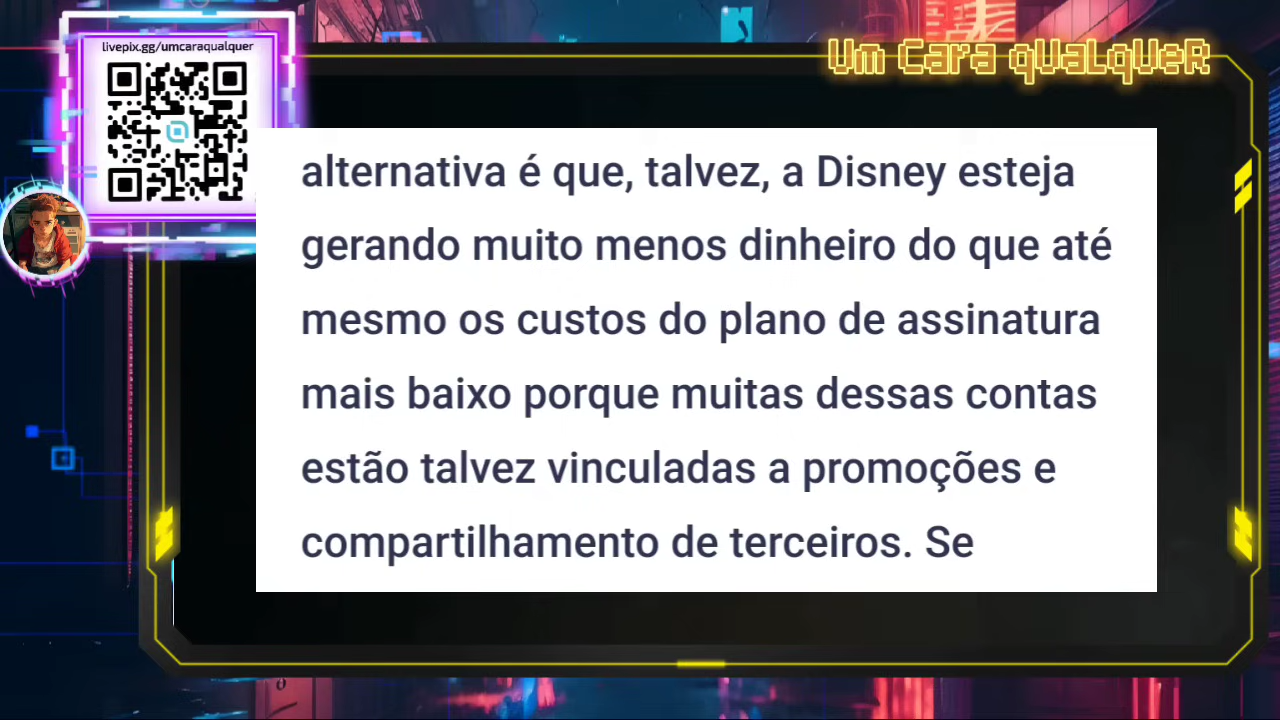 livepix.gg/umcaraqualquer
Um Cara qUaLqUeR
alternativa é que, talvez, a Disney esteja
gerando muito menos dinheiro do que até
mesmo os custos do plano de assinatura
mais baixo porque muitas dessas contas
estão talvez vinculadas a promoções e
compartilhamento de terceiros. Se